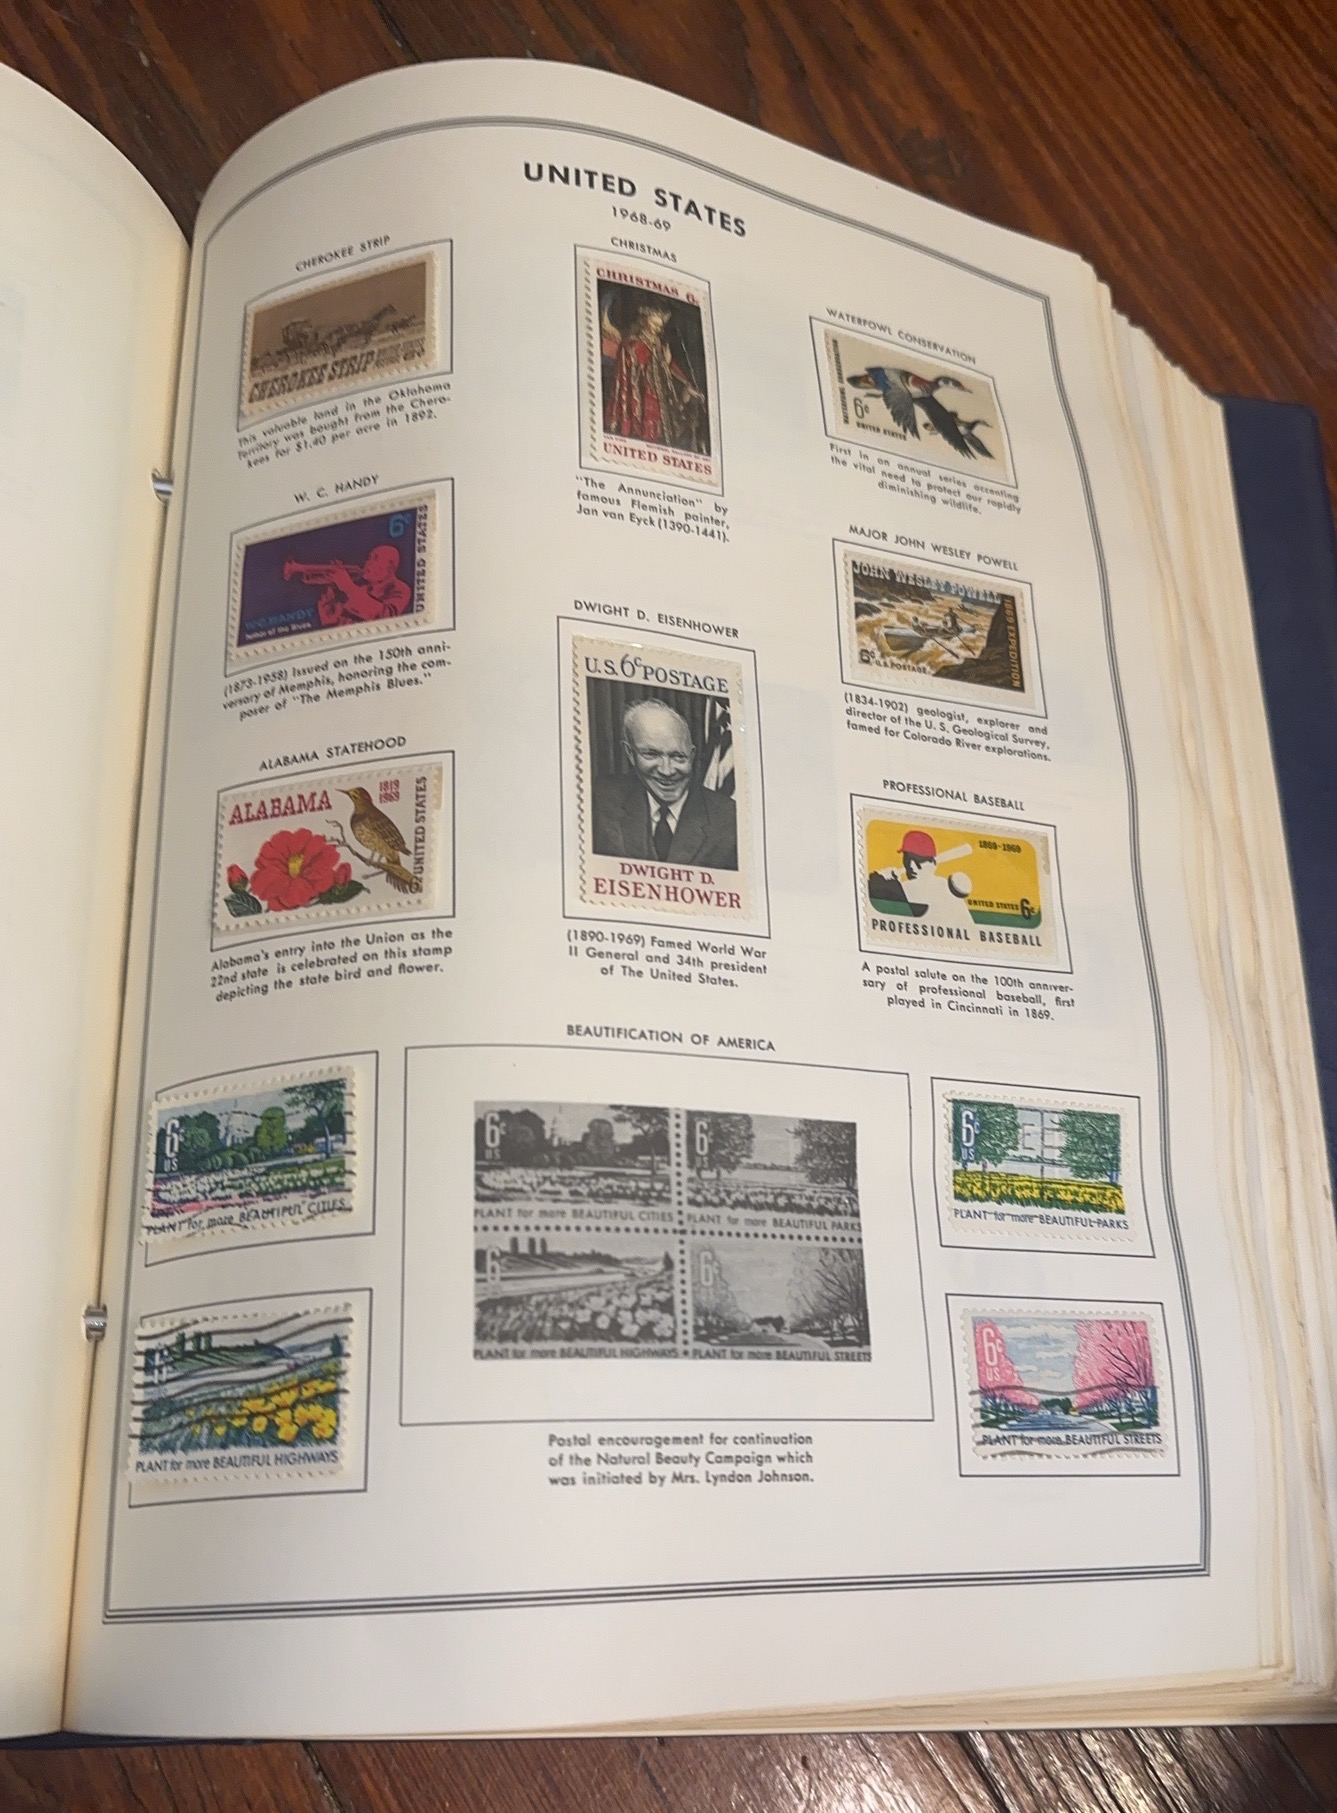 UNITED STATES
1968-69
CHEROKEE STRIP
CHEROKEE STRIP
This valuable land in the Oklahoma
Territory was bought from the Chero-
kees for $1.40 per acre in 1892.
CHRISTMAS
CHRISTMAS 6c
UNITED STATES
"The Annunciation" by
famous Flemish painter,
Jan van Eyck (1390-1441).
WATERFOWL CONSERVATION
WATERFOWL CONSERVATION
6c
UNITED STATES
First in an annual series accenting
the vital need to protect our rapidly
diminishing wildlife.
W. C. HANDY
6c
UNITED STATES
W.C. HANDY
Father of the Blues
(1873-1958) Issued on the 150th anni-
versary of Memphis, honoring the com-
poser of "The Memphis Blues."
DWIGHT D. EISENHOWER
U.S. 6c POSTAGE
DWIGHT D.
EISENHOWER
(1890-1969) Famed World War
II General and 34th president
of The United States.
MAJOR JOHN WESLEY POWELL
JOHN WESLEY POWELL
1869 EXPEDITION
6c U.S. POSTAGE
(1834-1902) geologist, explorer and
director of the U. S. Geological Survey,
famed for Colorado River explorations.
ALABAMA STATEHOOD
ALABAMA
1819
1969
6c UNITED STATES
Alabama's entry into the Union as the
22nd state is celebrated on this stamp
depicting the state bird and flower.
PROFESSIONAL BASEBALL
1869-1969
UNITED STATES 6c
PROFESSIONAL BASEBALL
A postal salute on the 100th anniver-
sary of professional baseball, first
played in Cincinnati in 1869.
BEAUTIFICATION OF AMERICA
6c
US
PLANT for more BEAUTIFUL CITIES
6c
US
PLANT for more BEAUTIFUL CITIES
6c
US
PLANT for more BEAUTIFUL PARKS
6c
US
PLANT for more BEAUTIFUL PARKS
6
PLANT for more BEAUTIFUL HIGHWAYS
6
PLANT for more BEAUTIFUL HIGHWAYS
6c
PLANT for more BEAUTIFUL STREETS
6c
US
PLANT for more BEAUTIFUL STREETS
Postal encouragement for continuation
of the Natural Beauty Campaign which
was initiated by Mrs. Lyndon Johnson.